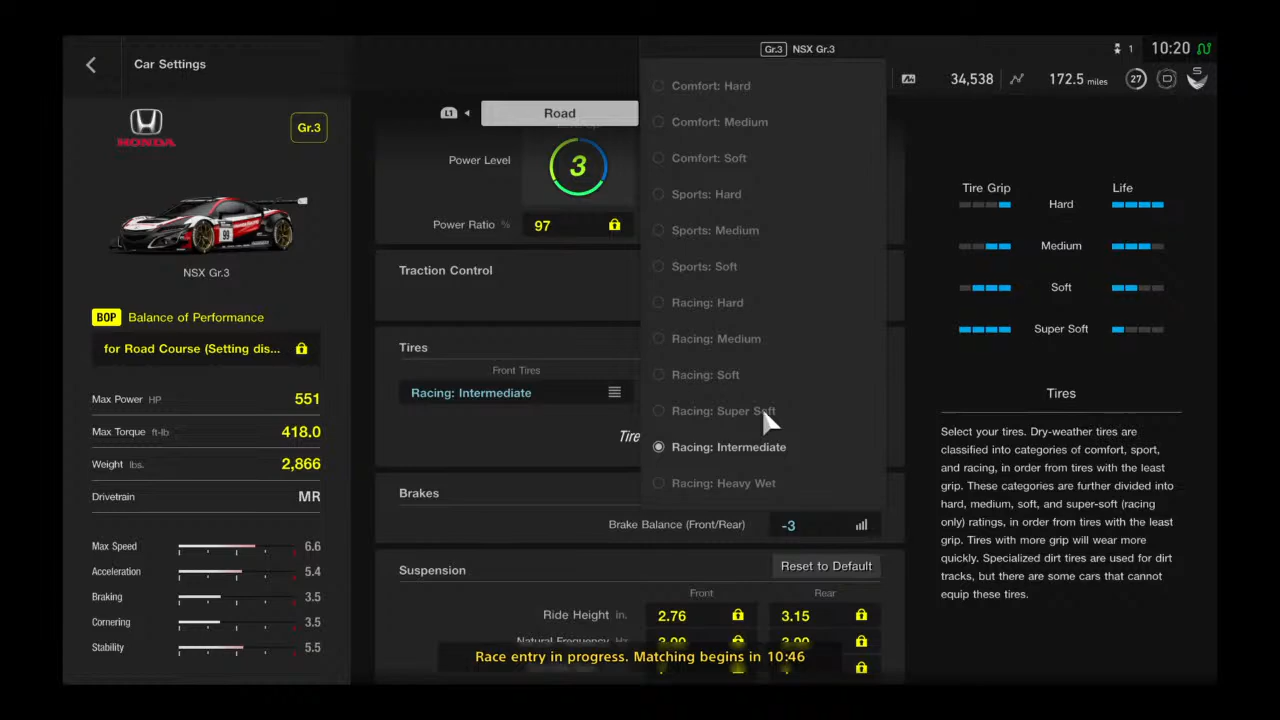 Car Settings
Gr.3 NSX Gr.3
1
10:20
34,538
172.5 miles
27
S
HONDA
Gr.3
99
NSX Gr.3
BOP Balance of Performance
for Road Course (Setting dis...
Max Power HP 551
Max Torque ft-lb 418.0
Weight lbs. 2,866
Drivetrain MR
Max Speed 6.6
Acceleration 5.4
Braking 3.5
Cornering 3.5
Stability 5.5
L1 Road
Power Level 3
Power Ratio % 97
Traction Control
Tires
Front Tires
Racing: Intermediate
Tire
Brakes
Brake Balance (Front/Rear) -3
Suspension Reset to Default
Front Rear
Ride Height in. 2.76 3.15
Natural Frequency Hz 3.00 3.00
Race entry in progress. Matching begins in 10:46
Comfort: Hard
Comfort: Medium
Comfort: Soft
Sports: Hard
Sports: Medium
Sports: Soft
Racing: Hard
Racing: Medium
Racing: Soft
Racing: Super Soft
Racing: Intermediate
Racing: Heavy Wet
Tire Grip Life
Hard
Medium
Soft
Super Soft
Tires
Select your tires. Dry-weather tires are
classified into categories of comfort, sport,
and racing, in order from tires with the least
grip. These categories are further divided into
hard, medium, soft, and super-soft (racing
only) ratings, in order from tires with the least
grip. Tires with more grip will wear more
quickly. Specialized dirt tires are used for dirt
tracks, but there are some cars that cannot
equip these tires.